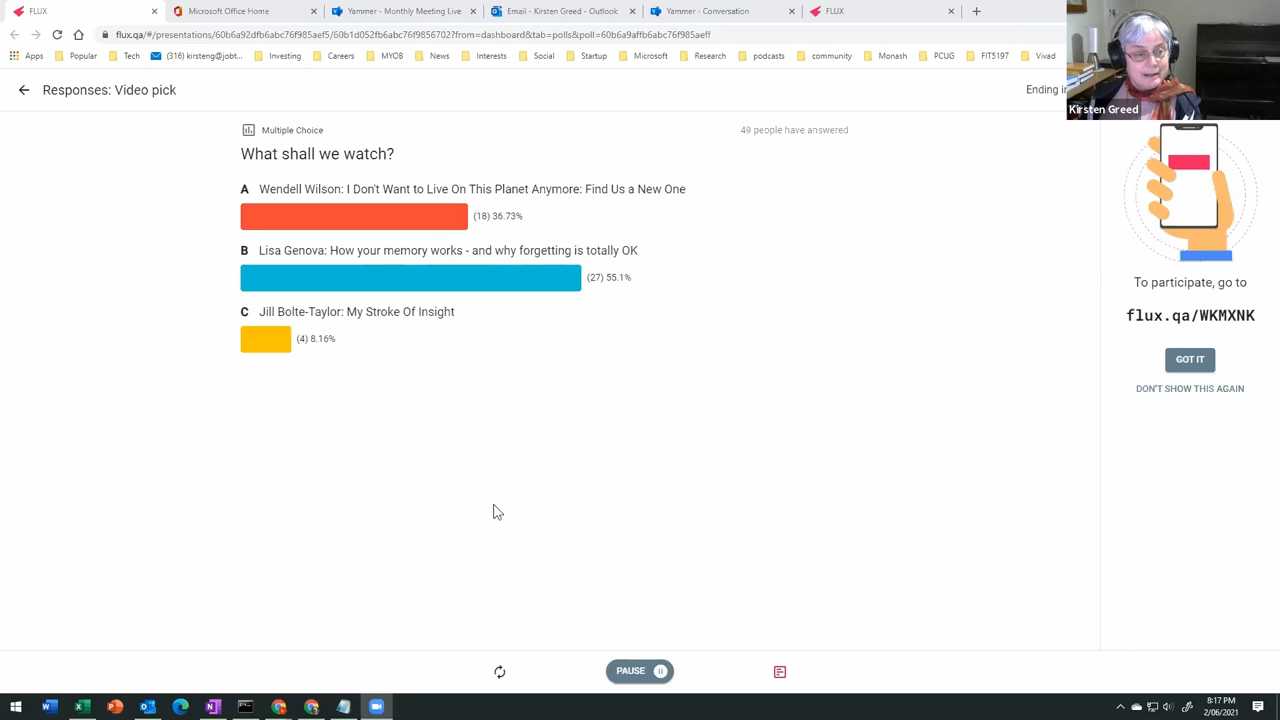 FLUX
Microsoft Office Home
Yammer - Monthly Meeting Live
Email - Kirsten Greed - Outlook
Yammer - Conversation
FLUX
flux.qa/#/presentations/60b6a92dfb6abc76f985aef5/60b1d052fb6abc76f9856702?from=dashboard&tab=polls&poll=60b6a9affb6abc76f985aeff
Apps
Popular
Tech
(316) kirsteng@jobt...
Investing
Careers
MYOB
News
Interests
Social
Startup
Microsoft
Research
podcasts
community
Monash
PCUG
FIT5197
Vivad
Responses: Video pick
Ending in
Kirsten Greed
Multiple Choice
49 people have answered
What shall we watch?
A Wendell Wilson: I Don't Want to Live On This Planet Anymore: Find Us a New One
(18) 36.73%
B Lisa Genova: How your memory works - and why forgetting is totally OK
(27) 55.1%
C Jill Bolte-Taylor: My Stroke Of Insight
(4) 8.16%
To participate, go to
flux.qa/WKMXNK
GOT IT
DON'T SHOW THIS AGAIN
PAUSE
8:17 PM
2/06/2021